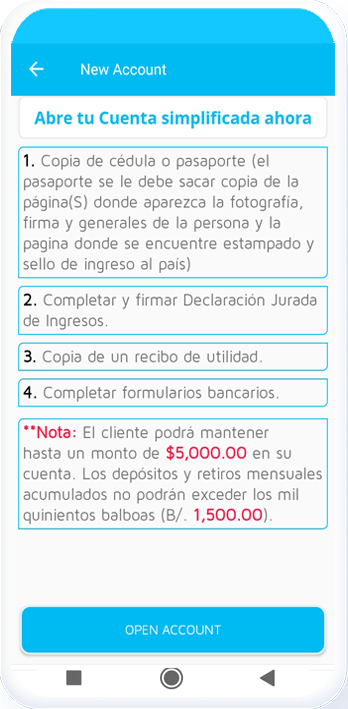 New Account
Abre tu Cuenta simplificada ahora
1. Copia de cédula o pasaporte (el
pasaporte se le debe sacar copia de la
página(S) donde aparezca la fotografía,
firma y generales de la persona y la
pagina donde se encuentre estampado y
sello de ingreso al país)
2. Completar y firmar Declaración Jurada
de Ingresos.
3. Copia de un recibo de utilidad.
4. Completar formularios bancarios.
**Nota: El cliente podrá mantener
hasta un monto de $5,000.00 en su
cuenta. Los depósitos y retiros mensuales
acumulados no podrán exceder los mil
quinientos balboas (B/. 1,500.00).
OPEN ACCOUNT